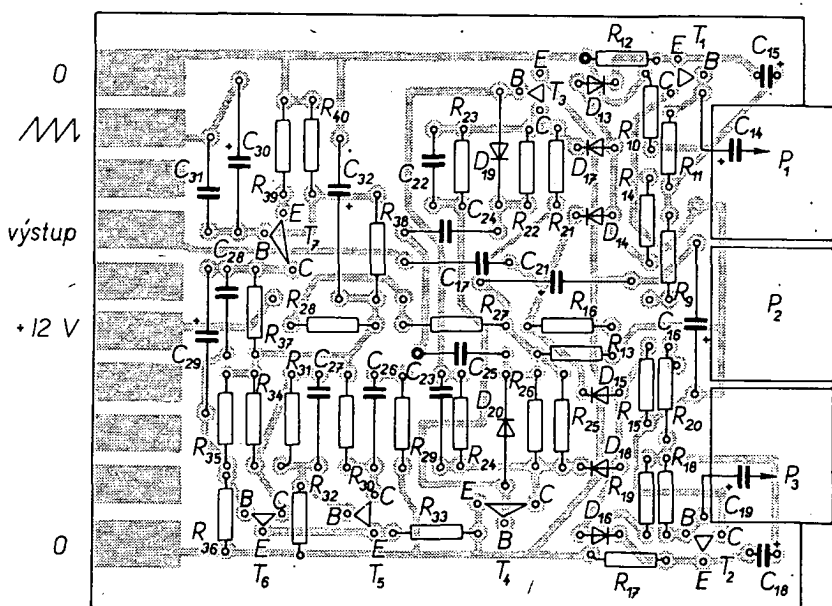 0
výstup
+12 V
0
R12
E
T1
C15
B
C
D13
B
E
T3
C
R10
R11
C14
P1
R40
C30
C31
R39
C32
C22
R23
D19
D17
R14
E
T7
B
C
R38
C24
R22
R21
D14
C28
C17
C21
R9
P2
R28
R27
R16
C16
C29
R37
R13
R34
R31
C27
C26
C23
C25
R26
D15
D20
R15
R20
R35
R30
R29
R24
R25
D18
R18
R19
P3
C19
B
C
R32
C
B
R33
E
C
B
D16
B
C
R36
E
T6
E
T5
T4
R17
E
T2
C18